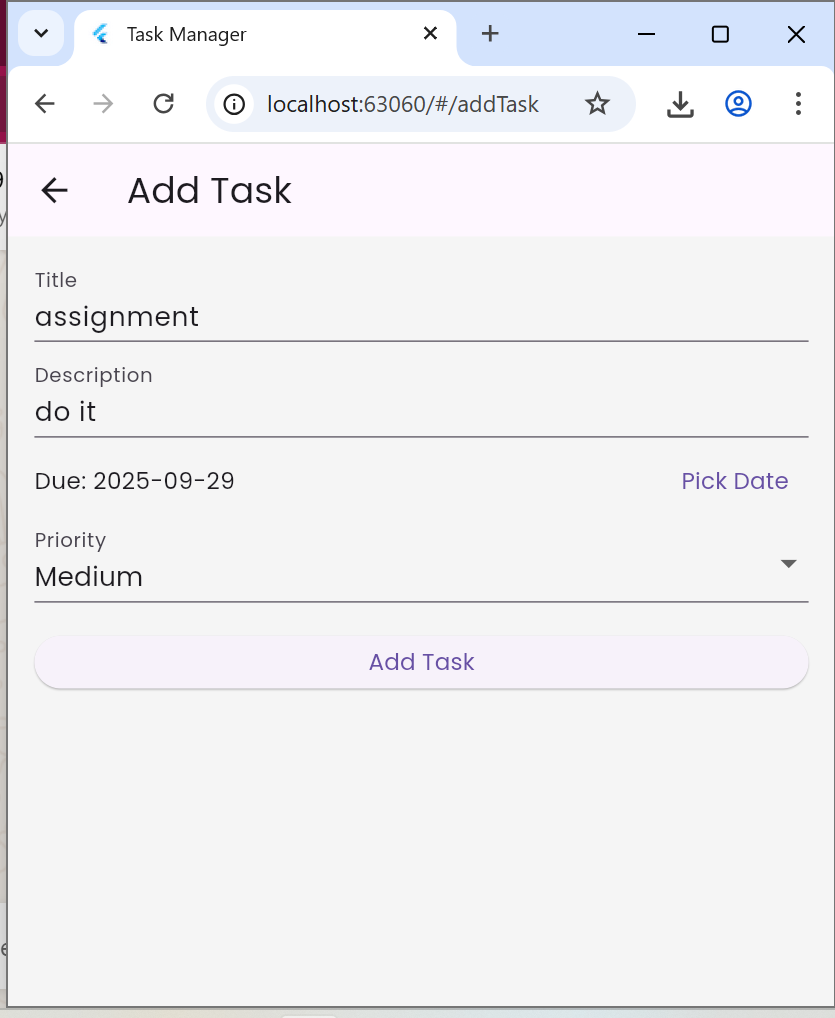 Task Manager
localhost:63060/#/addTask
Add Task
Title
assignment
Description
do it
Due: 2025-09-29 Pick Date
Priority
Medium
Add Task